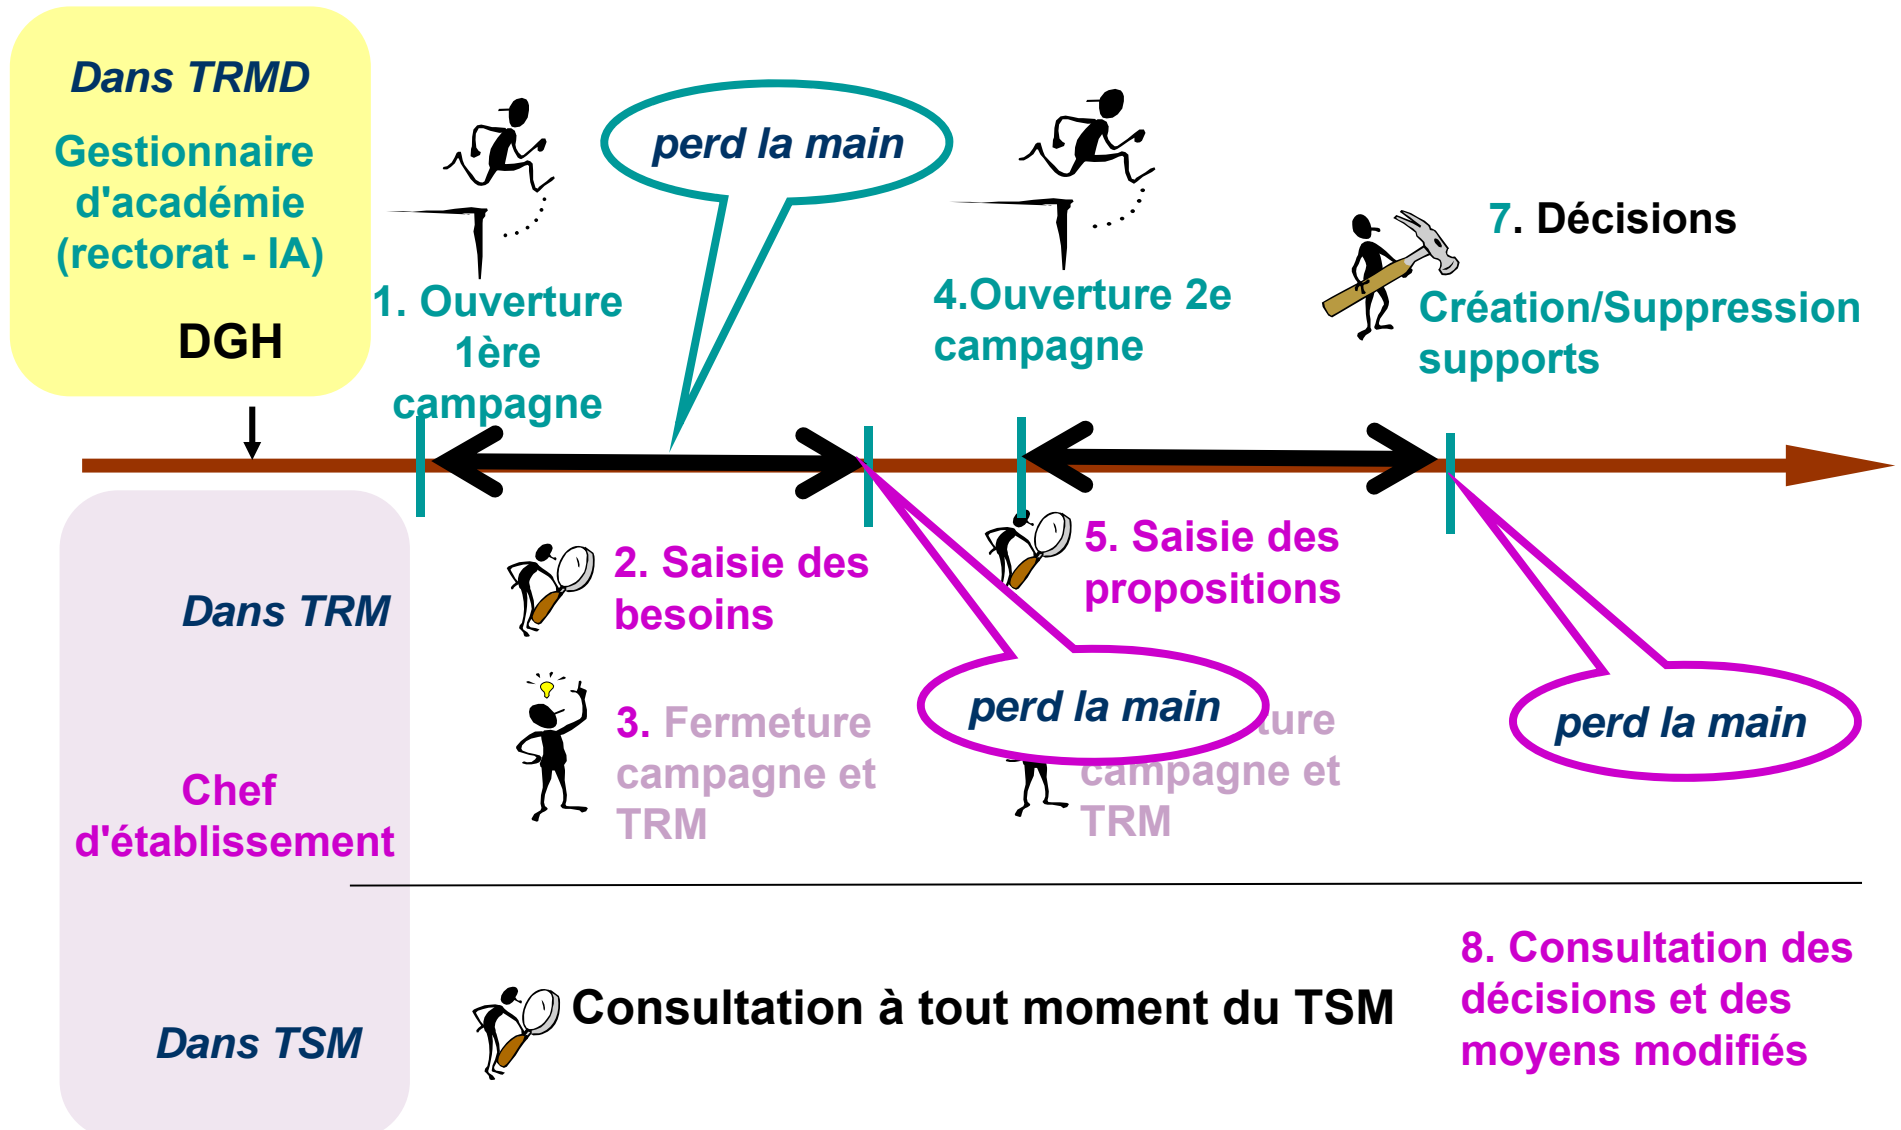 Dans TRMD
Gestionnaire
d'académie
(rectorat - IA)
DGH
1. Ouverture
1ère
campagne
perd la main
4.Ouverture 2e
campagne
7. Décisions
Création/Suppression
supports
Dans TRM
Chef
d'établissement
2. Saisie des
besoins
3. Fermeture
campagne et
TRM
perd la main
5. Saisie des
propositions
campagne et
TRM
perd la main
Dans TSM
Consultation à tout moment du TSM
8. Consultation des
décisions et des
moyens modifiés